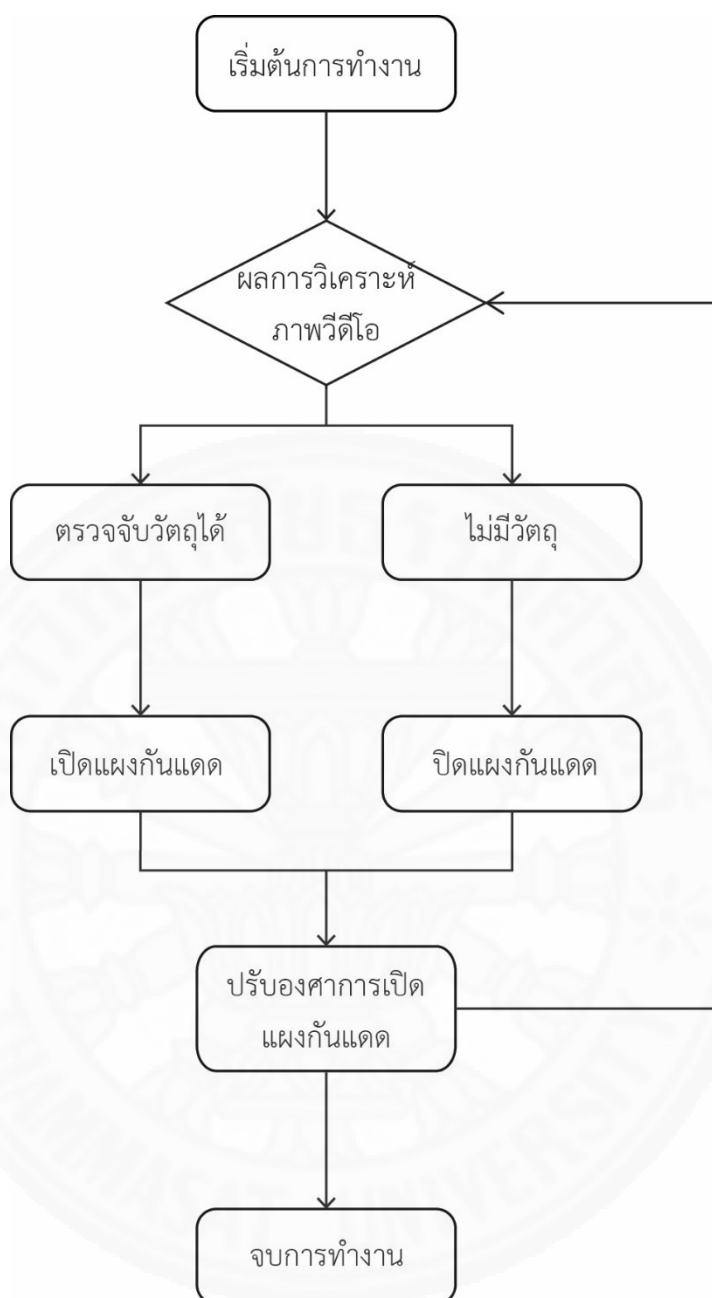 เริ่มต้นการทำงาน
ผลการวิเคราะห์
ภาพวีดีโอ
ตรวจจับวัตถุได้
ไม่มีวัตถุ
เปิดแผงกันแดด
ปิดแผงกันแดด
ปรับองศาการเปิด
แผงกันแดด
จบการทำงาน
THAMMASAT UNIVERSITY